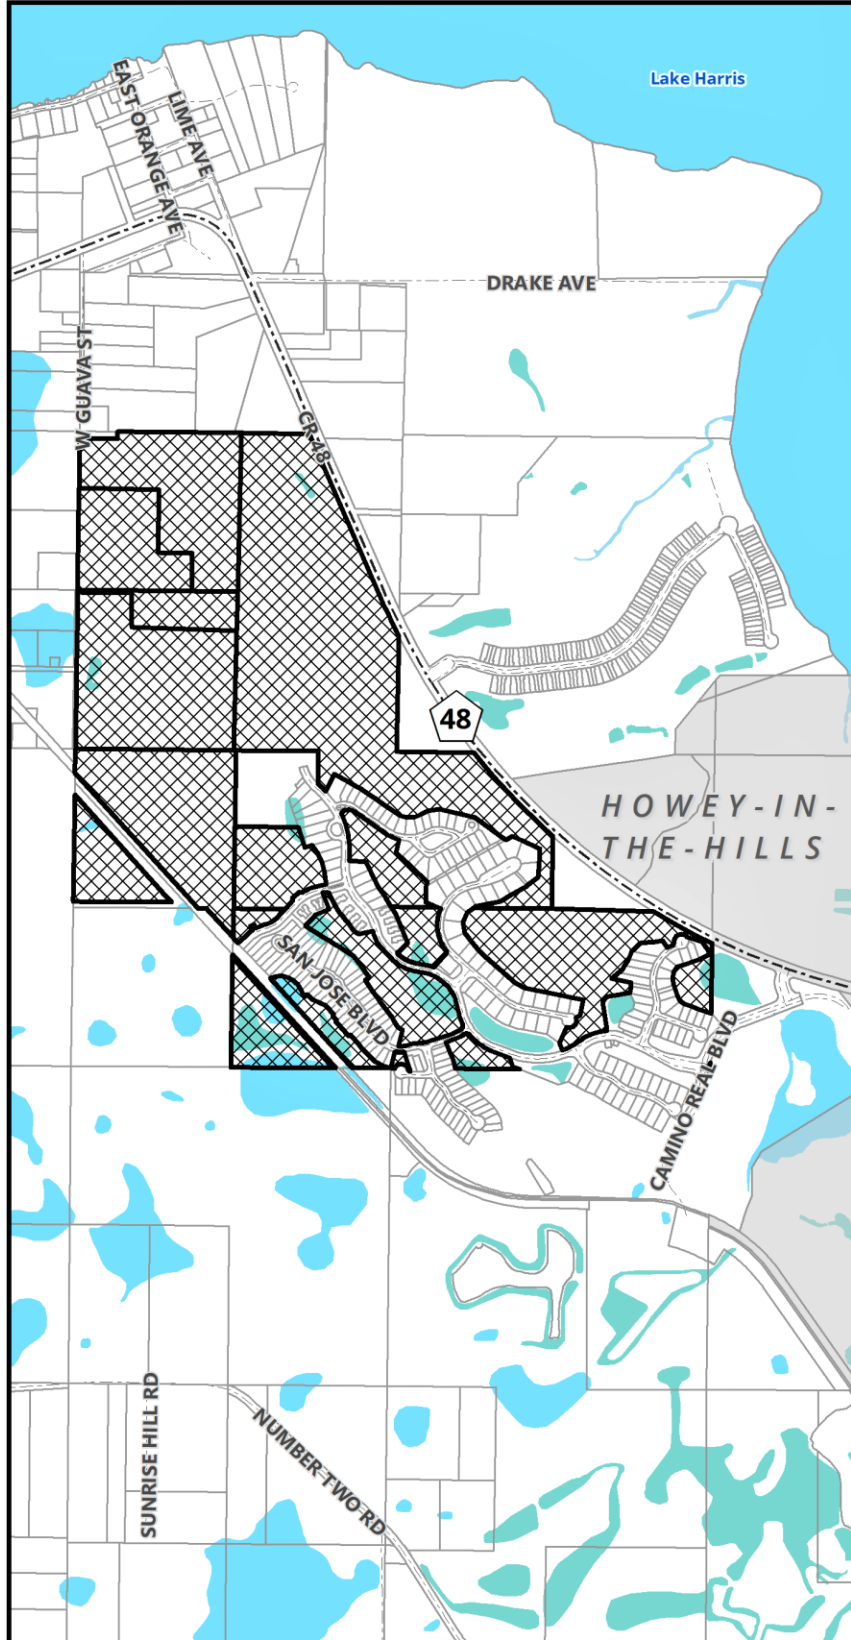 Lake Harris
EAST ORANGE AVE
LIME AVE
DRAKE AVE
W GUAVA ST
CR 48
48
HOWEY-IN-
THE-HILLS
SAN JOSE BLVD
CAMINO REAL BLVD
SUNRISE HILL RD
NUMBER TWO RD